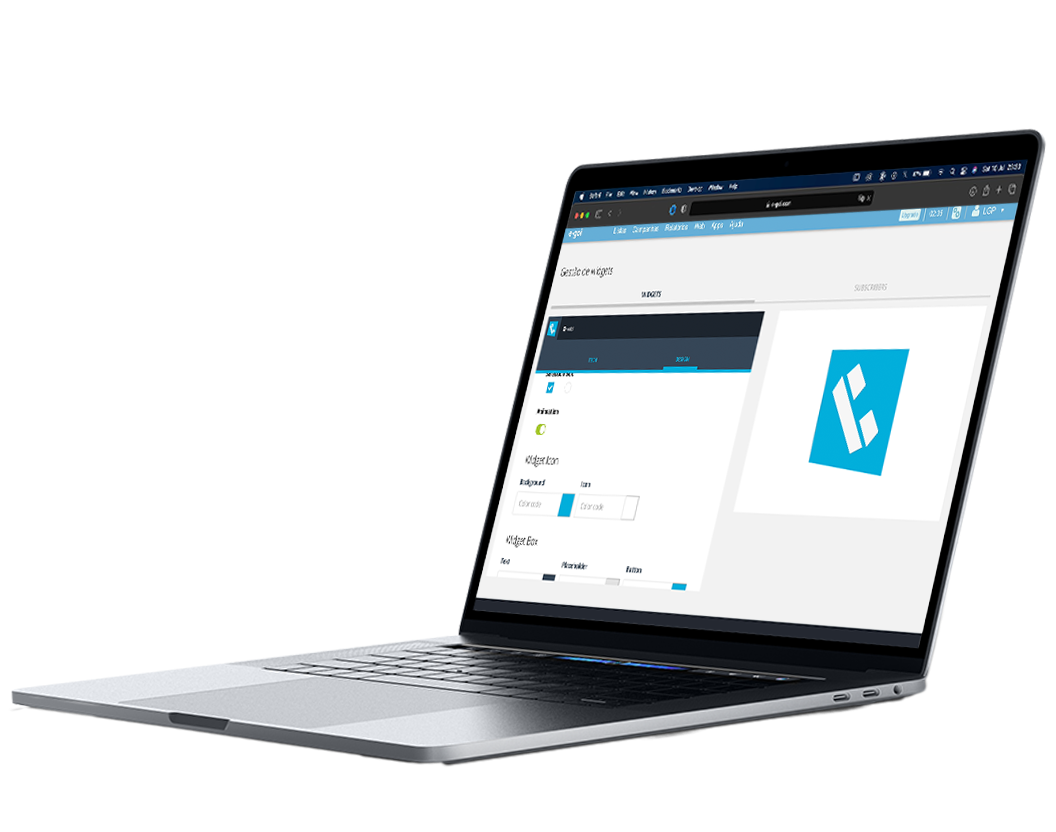 Safari File Edit View History Bookmarks Develop Window Help
e-goi.com
e-goi Listas Campanhas Relatórios Web Apps Ajuda
Upgrade
LGP
Gestão de widgets
WIDGETS SUBSCRIBERS
DESIGN
Animation
Widget Icon
Background Icon
Color code Color code
Widget Box
Text Placeholder Button